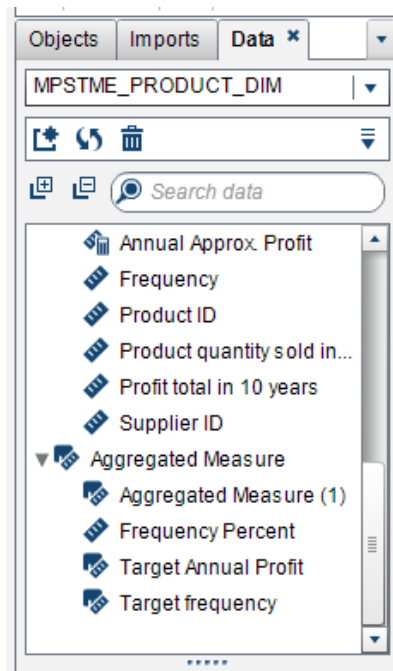 Objects Imports Data
MPSTME_PRODUCT_DIM
Search data
Annual Approx. Profit
Frequency
Product ID
Product quantity sold in...
Profit total in 10 years
Supplier ID
Aggregated Measure
Aggregated Measure (1)
Frequency Percent
Target Annual Profit
Target frequency